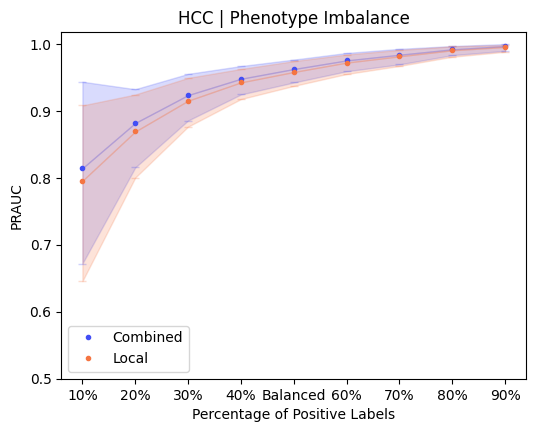 HCC | Phenotype Imbalance
PRAUC
1.0
0.9
0.8
0.7
0.6
0.5
Combined
Local
10% 20% 30% 40% Balanced 60% 70% 80% 90%
Percentage of Positive Labels